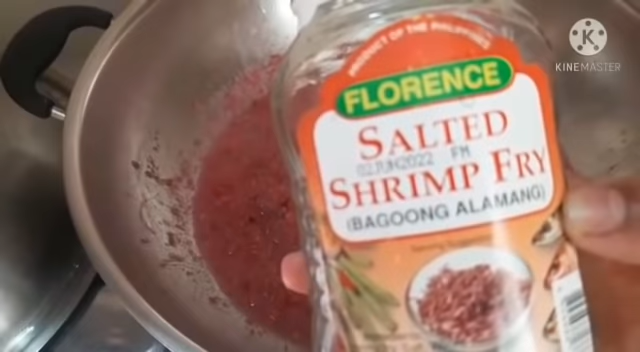 PRODUCT OF THE PHILIPPINES
FLORENCE
SALTED
02JUN2022 FM
SHRIMP FRY
(BAGOONG ALAMANG)
KINEMASTER